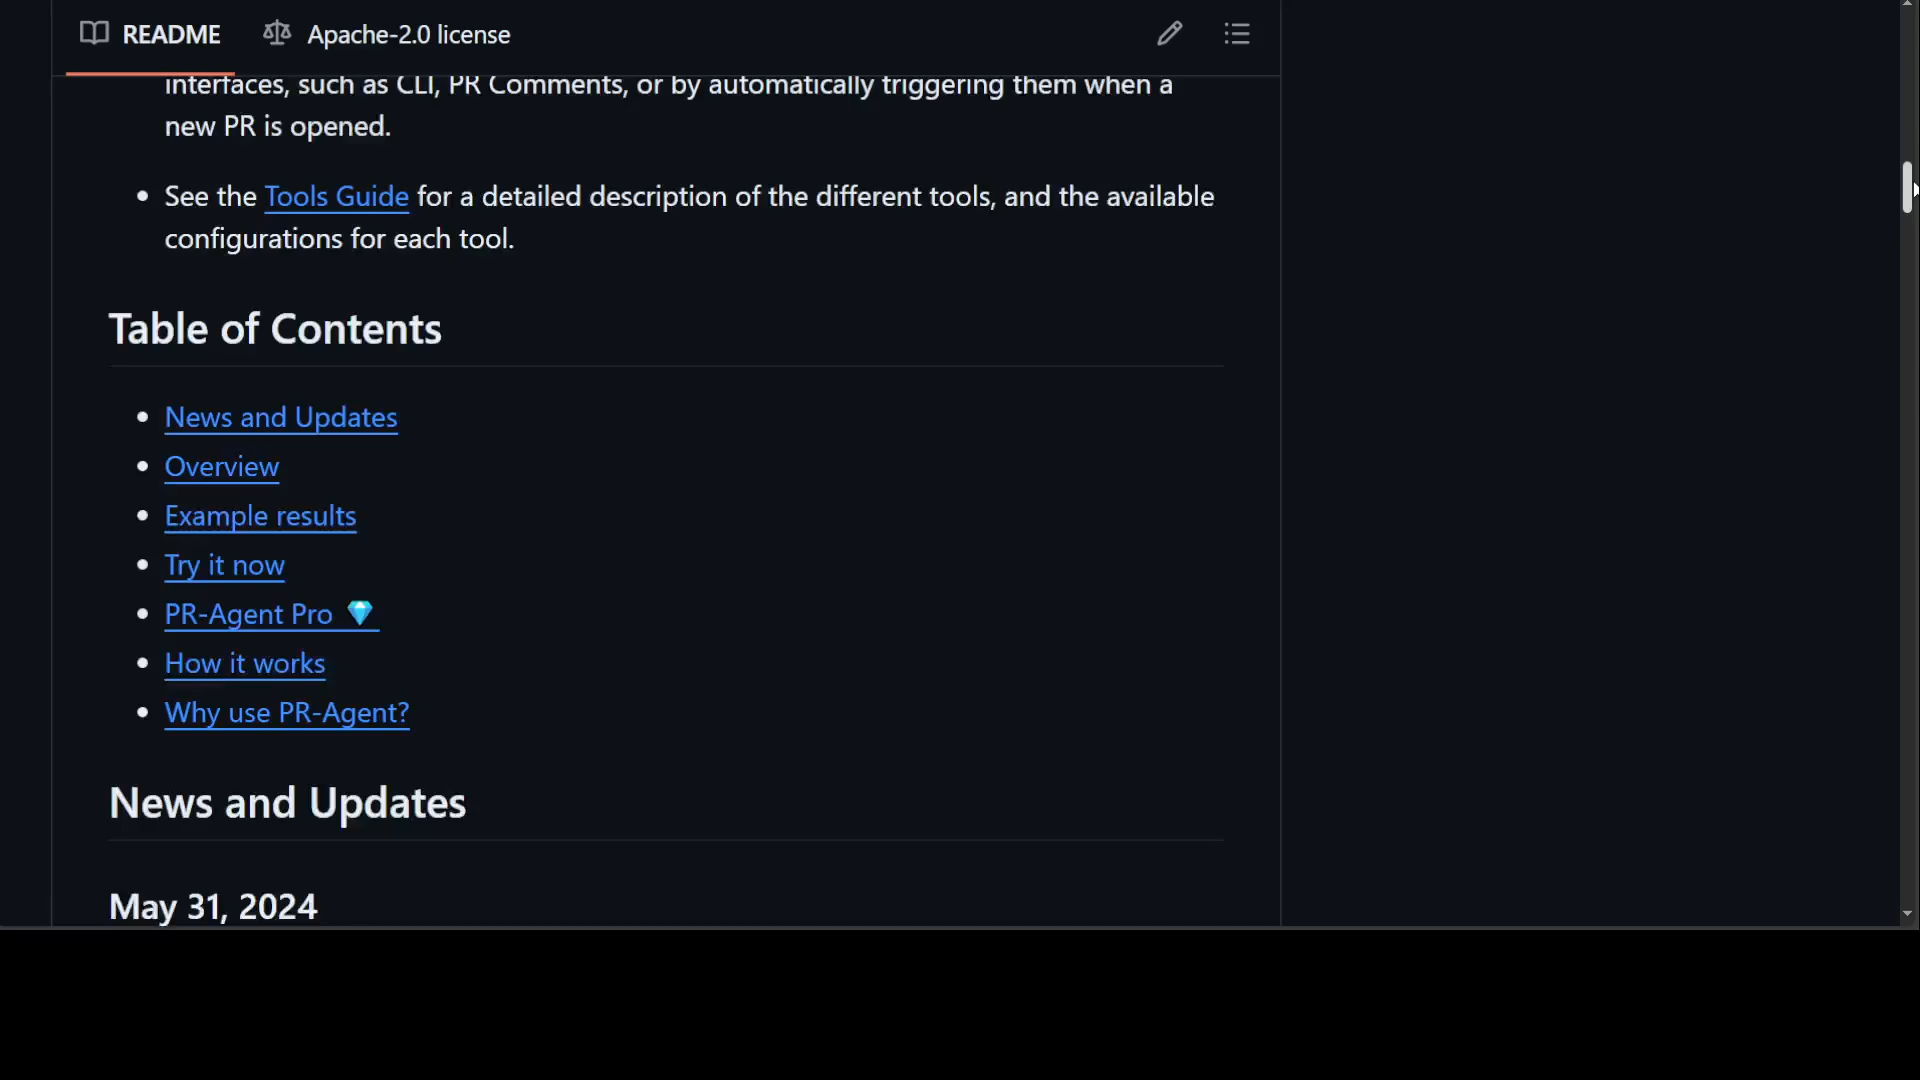 README
Apache-2.0 license
interfaces, such as CLI, PR Comments, or by automatically triggering them when a
new PR is opened.
See the Tools Guide for a detailed description of the different tools, and the available
configurations for each tool.
Table of Contents
News and Updates
Overview
Example results
Try it now
PR-Agent Pro 💎
How it works
Why use PR-Agent?
News and Updates
May 31, 2024